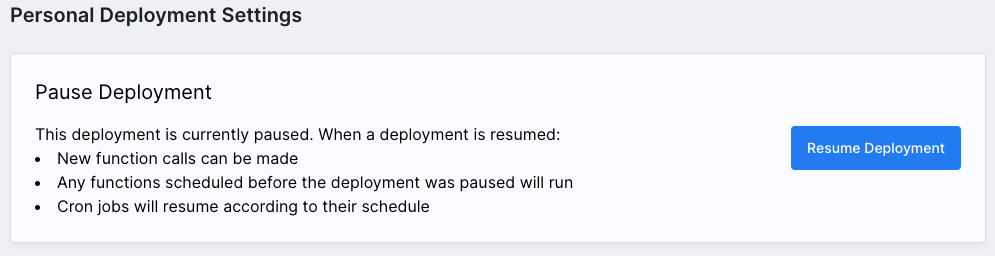 Personal Deployment Settings
Pause Deployment
This deployment is currently paused. When a deployment is resumed:
• New function calls can be made
• Any functions scheduled before the deployment was paused will run
• Cron jobs will resume according to their schedule
Resume Deployment